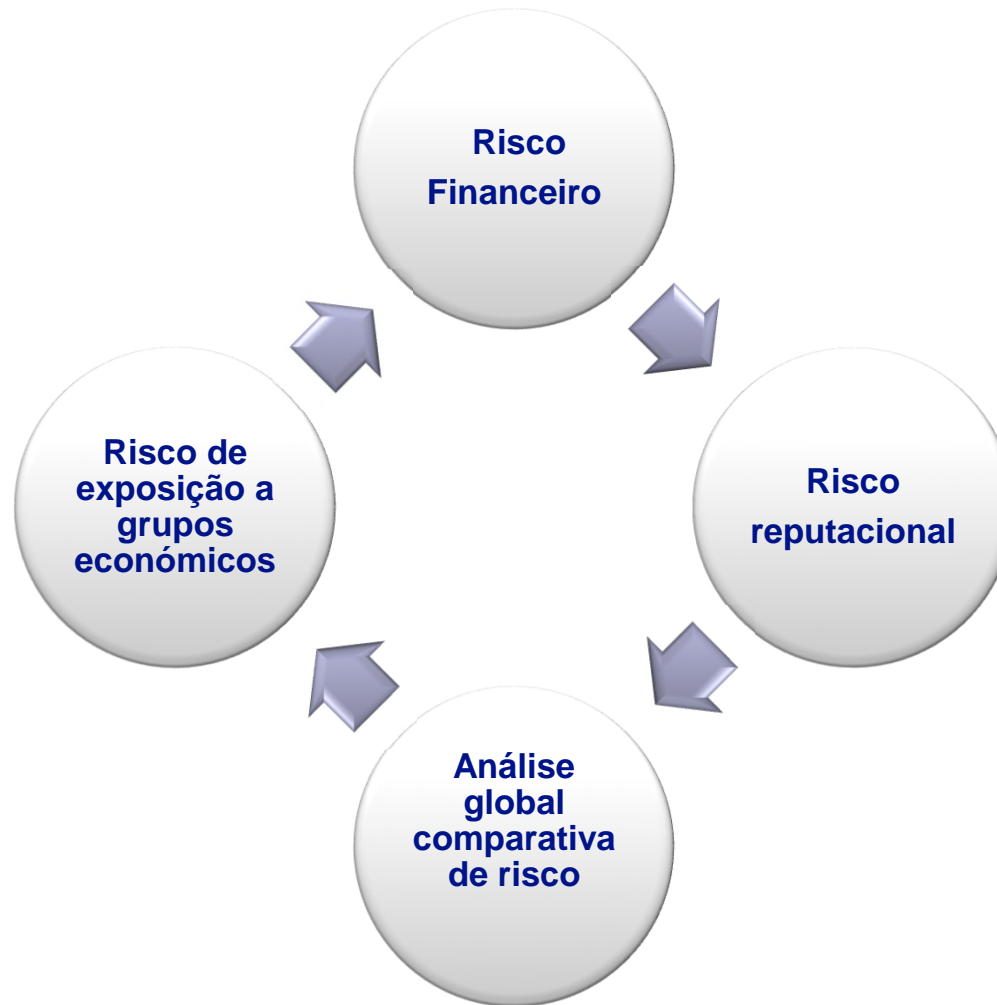 Risco
Financeiro
Risco de
exposição a
grupos
económicos
Risco
reputacional
Análise
global
comparativa
de risco